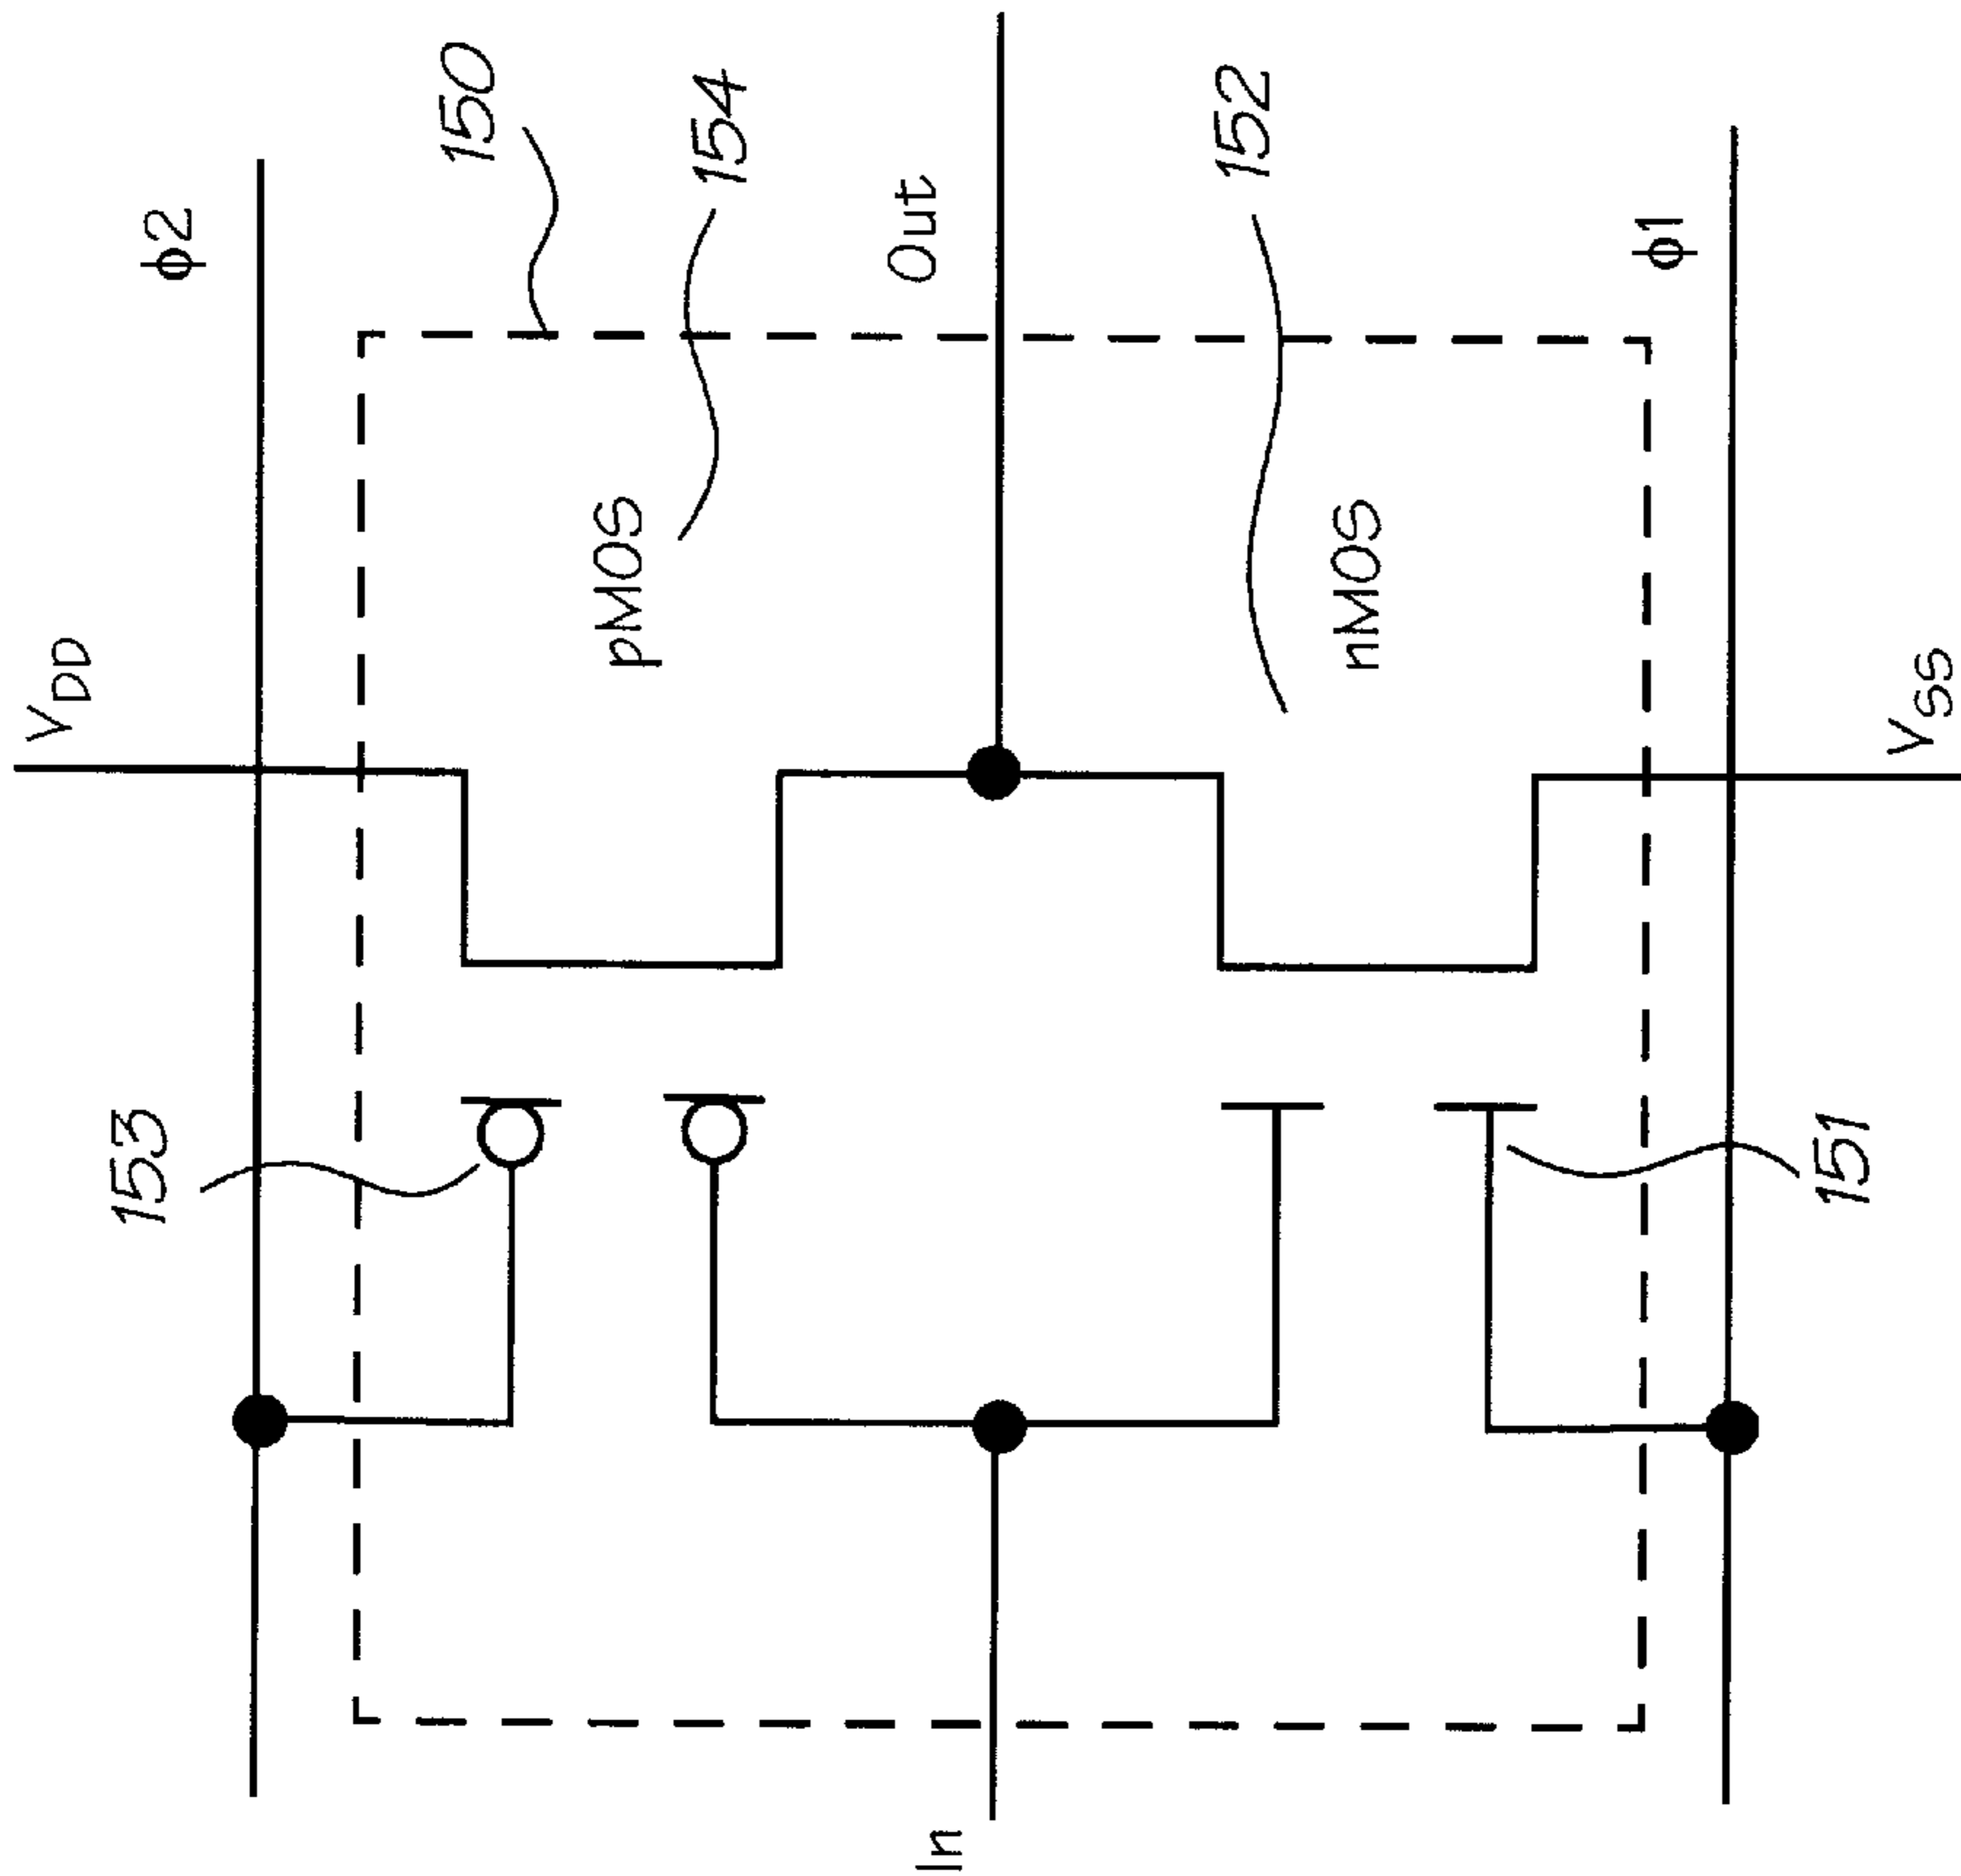 V_DD
153
φ2
150
pMOS
154
Out
In
152
nMOS
φ1
151
V_SS